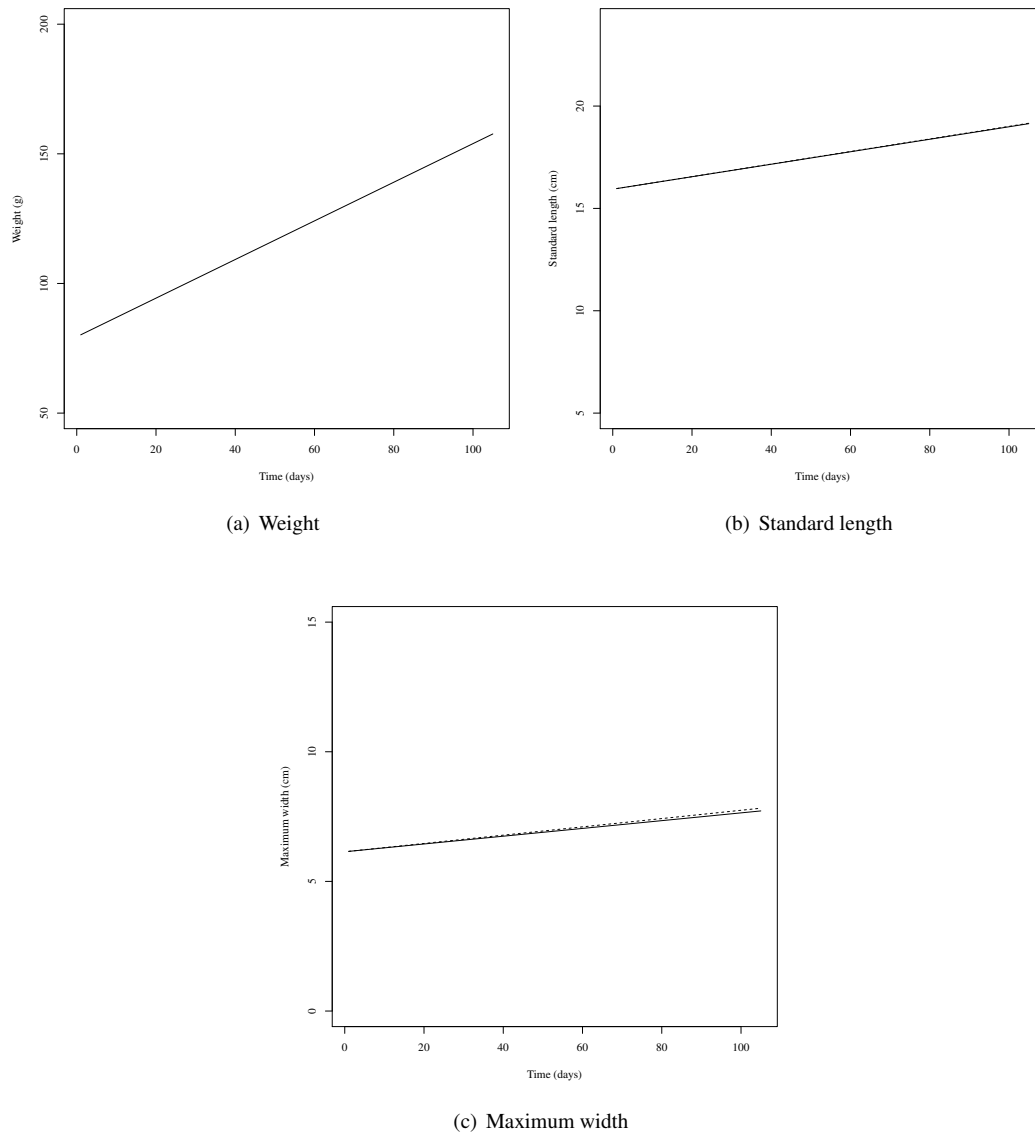 200
150
100
50
Weight (g)
0 20 40 60 80 100
Time (days)
(a) Weight
20
15
10
5
Standard length (cm)
0 20 40 60 80 100
Time (days)
(b) Standard length
15
10
5
0
Maximum width (cm)
0 20 40 60 80 100
Time (days)
(c) Maximum width